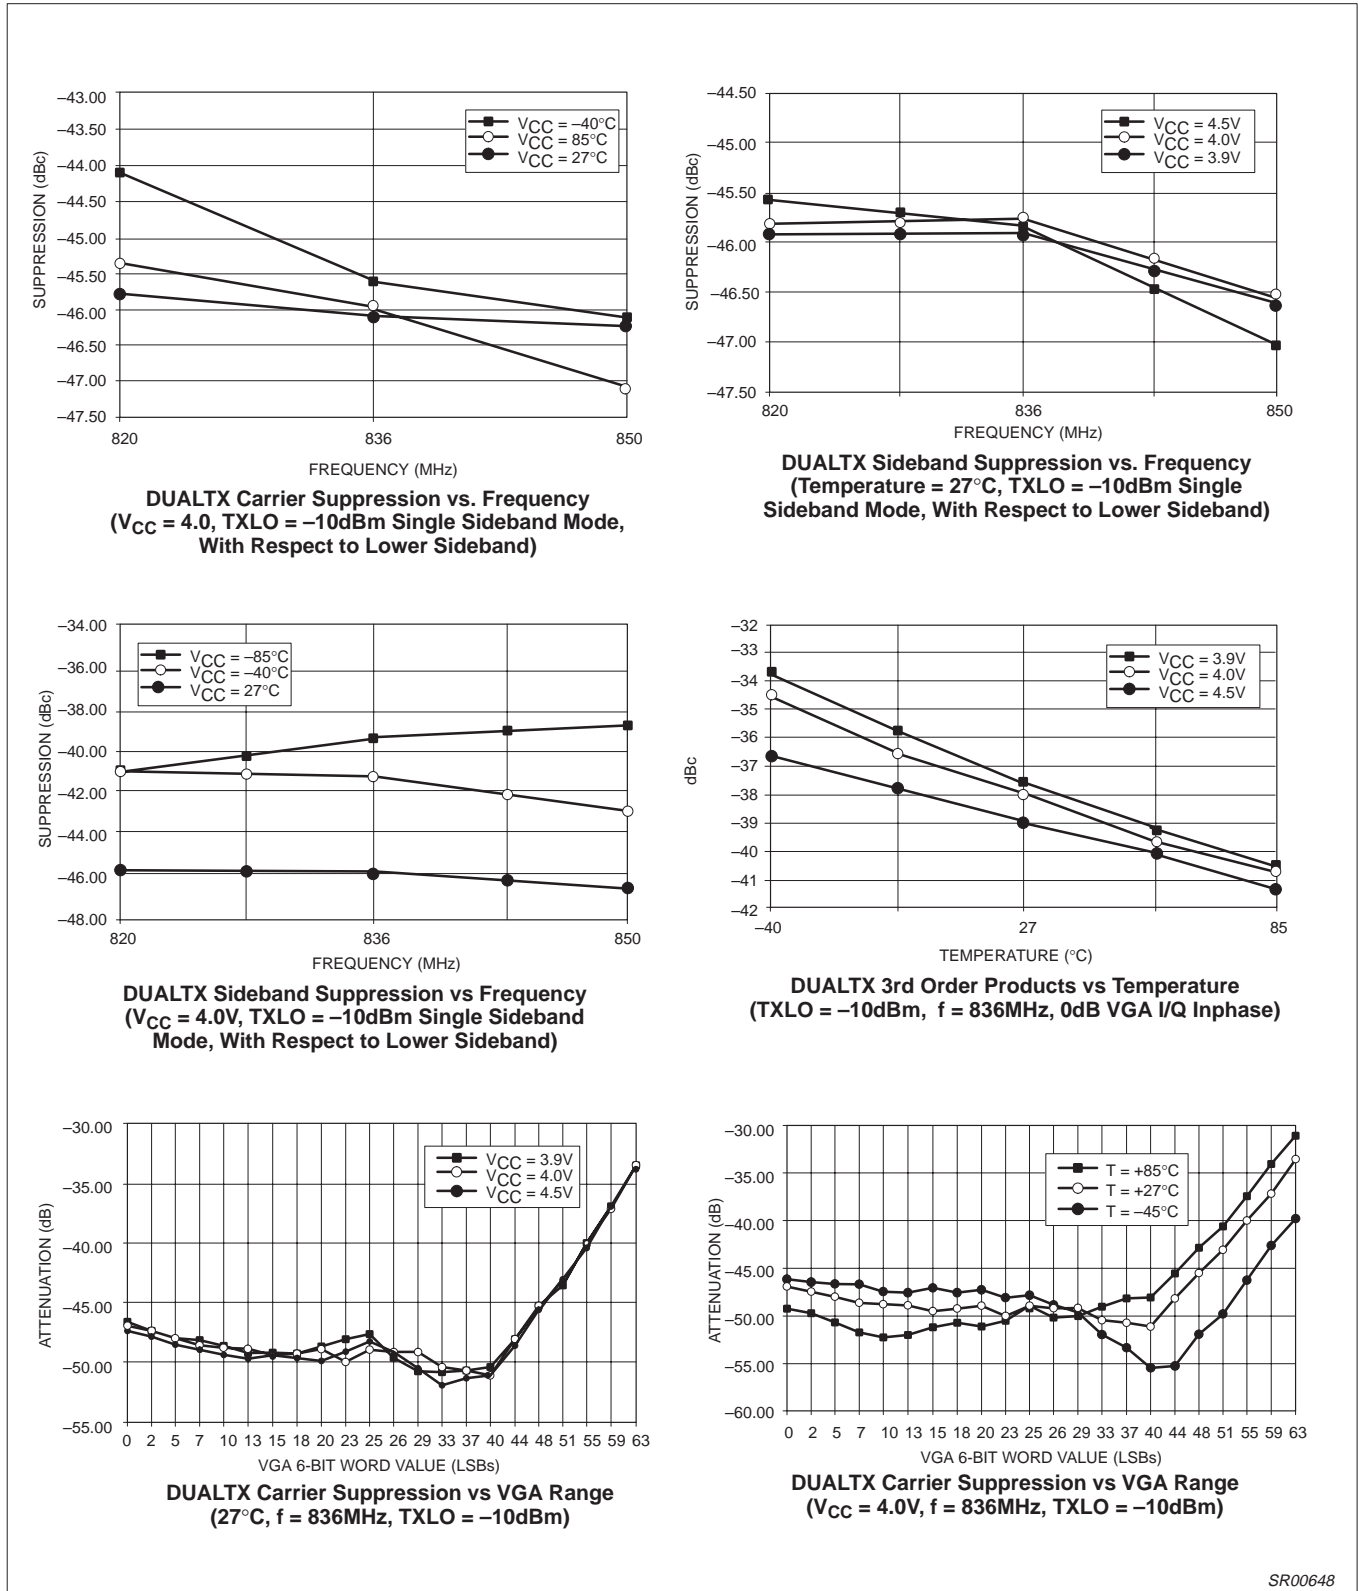 –43.00
–43.50
–44.00
–44.50
–45.00
–45.50
–46.00
–46.50
–47.00
–47.50
SUPPRESSION (dBc)
VCC = –40°C
VCC = 85°C
VCC = 27°C
820 836 850
FREQUENCY (MHz)
DUALTX Carrier Suppression vs. Frequency
(VCC = 4.0, TXLO = –10dBm Single Sideband Mode,
With Respect to Lower Sideband)
–44.50
–45.00
–45.50
–46.00
–46.50
–47.00
–47.50
SUPPRESSION (dBc)
VCC = 4.5V
VCC = 4.0V
VCC = 3.9V
820 836 850
FREQUENCY (MHz)
DUALTX Sideband Suppression vs. Frequency
(Temperature = 27°C, TXLO = –10dBm Single
Sideband Mode, With Respect to Lower Sideband)
–34.00
–36.00
–38.00
–40.00
–42.00
–44.00
–46.00
–48.00
SUPPRESSION (dBc)
VCC = –85°C
VCC = –40°C
VCC = 27°C
820 836 850
FREQUENCY (MHz)
DUALTX Sideband Suppression vs Frequency
(VCC = 4.0V, TXLO = –10dBm Single Sideband
Mode, With Respect to Lower Sideband)
–32
–33
–34
–35
–36
–37
–38
–39
–40
–41
–42
dBc
VCC = 3.9V
VCC = 4.0V
VCC = 4.5V
–40 27 85
TEMPERATURE (°C)
DUALTX 3rd Order Products vs Temperature
(TXLO = –10dBm, f = 836MHz, 0dB VGA I/Q Inphase)
–30.00
–35.00
–40.00
–45.00
–50.00
–55.00
ATTENUATION (dB)
VCC = 3.9V
VCC = 4.0V
VCC = 4.5V
0 2 5 7 10 13 15 18 20 23 25 26 29 33 37 40 44 48 51 55 59 63
VGA 6-BIT WORD VALUE (LSBs)
DUALTX Carrier Suppression vs VGA Range
(27°C, f = 836MHz, TXLO = –10dBm)
–30.00
–35.00
–40.00
–45.00
–50.00
–55.00
–60.00
ATTENUATION (dB)
T = +85°C
T = +27°C
T = –45°C
0 2 5 7 10 13 15 18 20 23 25 26 29 33 37 40 44 48 51 55 59 63
VGA 6-BIT WORD VALUE (LSBs)
DUALTX Carrier Suppression vs VGA Range
(VCC = 4.0V, f = 836MHz, TXLO = –10dBm)
SR00648